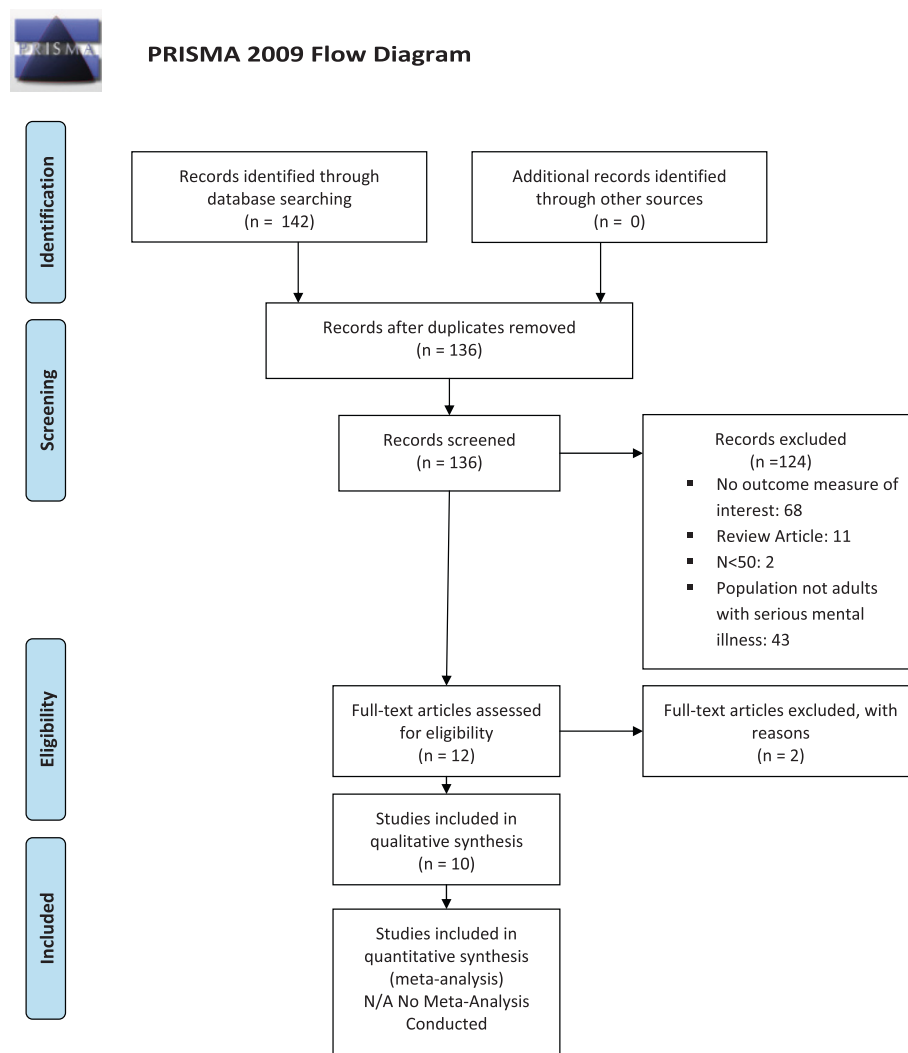 PRISMA
PRISMA 2009 Flow Diagram
Identification
Records identified through
database searching
(n = 142)
Additional records identified
through other sources
(n = 0)
Records after duplicates removed
(n = 136)
Screening
Records screened
(n = 136)
Records excluded
(n =124)
▪ No outcome measure of
interest: 68
▪ Review Article: 11
▪ N<50: 2
▪ Population not adults
with serious mental
illness: 43
Eligibility
Full-text articles assessed
for eligibility
(n = 12)
Full-text articles excluded, with
reasons
(n = 2)
Studies included in
qualitative synthesis
(n = 10)
Included
Studies included in
quantitative synthesis
(meta-analysis)
N/A No Meta-Analysis
Conducted